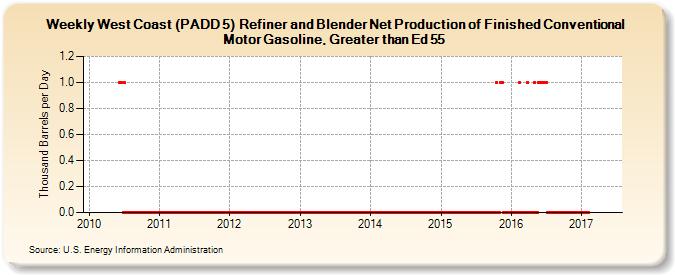 Weekly West Coast (PADD 5) Refiner and Blender Net Production of Finished Conventional
Motor Gasoline, Greater than Ed 55
Thousand Barrels per Day
1.2
1.0
0.8
0.6
0.4
0.2
0.0
2010 2011 2012 2013 2014 2015 2016 2017
Source: U.S. Energy Information Administration